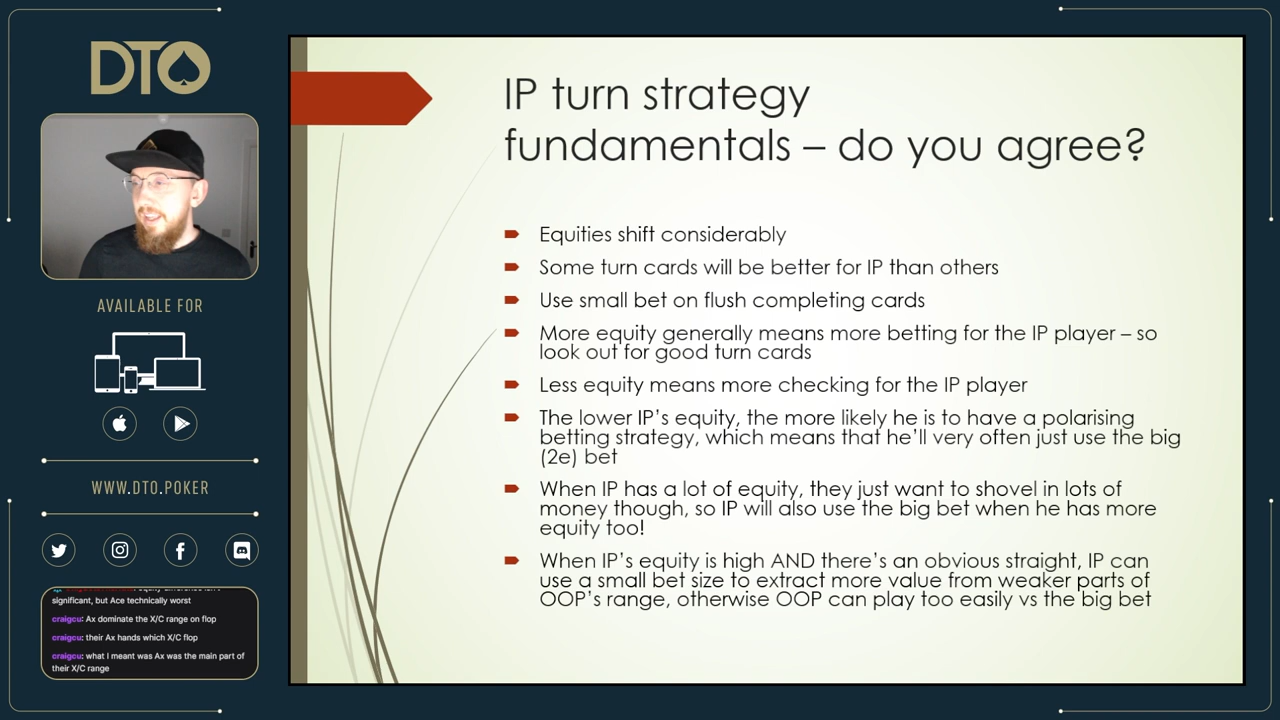 DTO
AVAILABLE FOR
WWW.DTO.POKER
significant, but Ace technically worst
craigcu: Ax dominate the X/C range on flop
craigcu: their Ax hands which X/C flop
craigcu: what I meant was Ax was the main part of
their X/C range
IP turn strategy
fundamentals – do you agree?
Equities shift considerably
Some turn cards will be better for IP than others
Use small bet on flush completing cards
More equity generally means more betting for the IP player – so
look out for good turn cards
Less equity means more checking for the IP player
The lower IP's equity, the more likely he is to have a polarising
betting strategy, which means that he'll very often just use the big
(2e) bet
When IP has a lot of equity, they just want to shovel in lots of
money though, so IP will also use the big bet when he has more
equity too!
When IP's equity is high AND there's an obvious straight, IP can
use a small bet size to extract more value from weaker parts of
OOP's range, otherwise OOP can play too easily vs the big bet